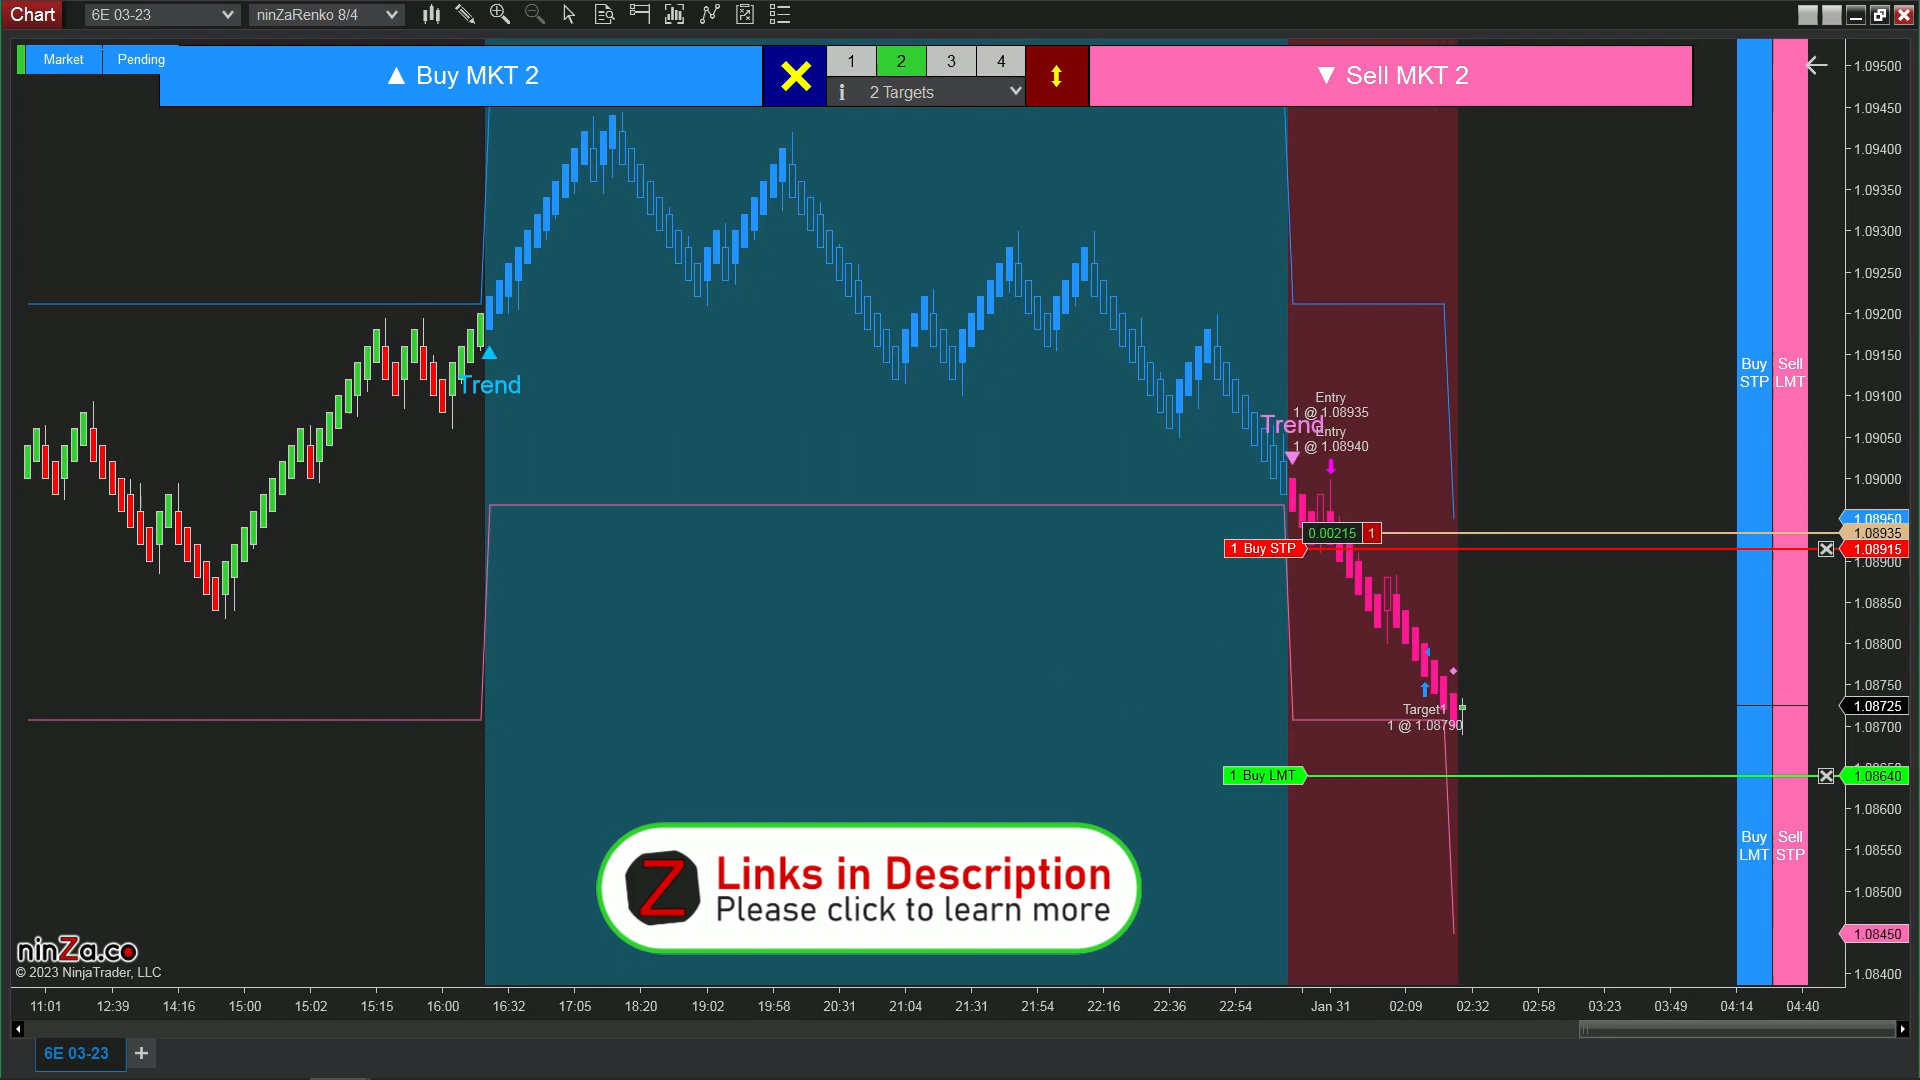 Chart
6E 03-23
ninZaRenko 8/4
Market
Pending
▲ Buy MKT 2
1
2
3
4
i
2 Targets
▼ Sell MKT 2
1.09500
1.09450
1.09400
1.09350
1.09300
1.09250
1.09200
1.09150
1.09100
1.09050
1.09000
1.08950
1.08935
1.08915
1.08900
1.08850
1.08800
1.08750
1.08725
1.08700
1.08640
1.08600
1.08550
1.08500
1.08450
1.08400
Buy
STP
Sell
LMT
Buy
LMT
Sell
STP
Trend
Entry
1 @ 1.08935
Trend
Entry
1 @ 1.08940
0.00215
1
1 Buy STP
Target1
1 @ 1.08790
1 Buy LMT
Z
Links in Description
Please click to learn more
ninZa.co
© 2023 NinjaTrader, LLC
11:01
12:39
14:16
15:00
15:02
15:15
16:00
16:32
17:05
18:20
19:02
19:58
20:31
21:04
21:31
21:54
22:16
22:36
22:54
Jan 31
02:09
02:32
02:58
03:23
03:49
04:14
04:40
6E 03-23
+